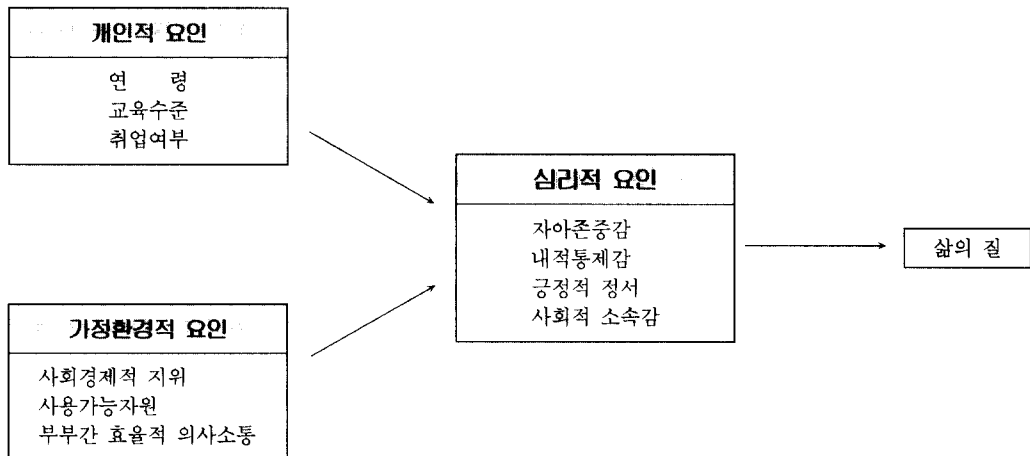 개인적 요인
연 령
교육수준
취업여부
심리적 요인
자아존중감
내적통제감
긍정적 정서
사회적 소속감
삶의 질
가정환경적 요인
사회경제적 지위
사용가능자원
부부간 효율적 의사소통